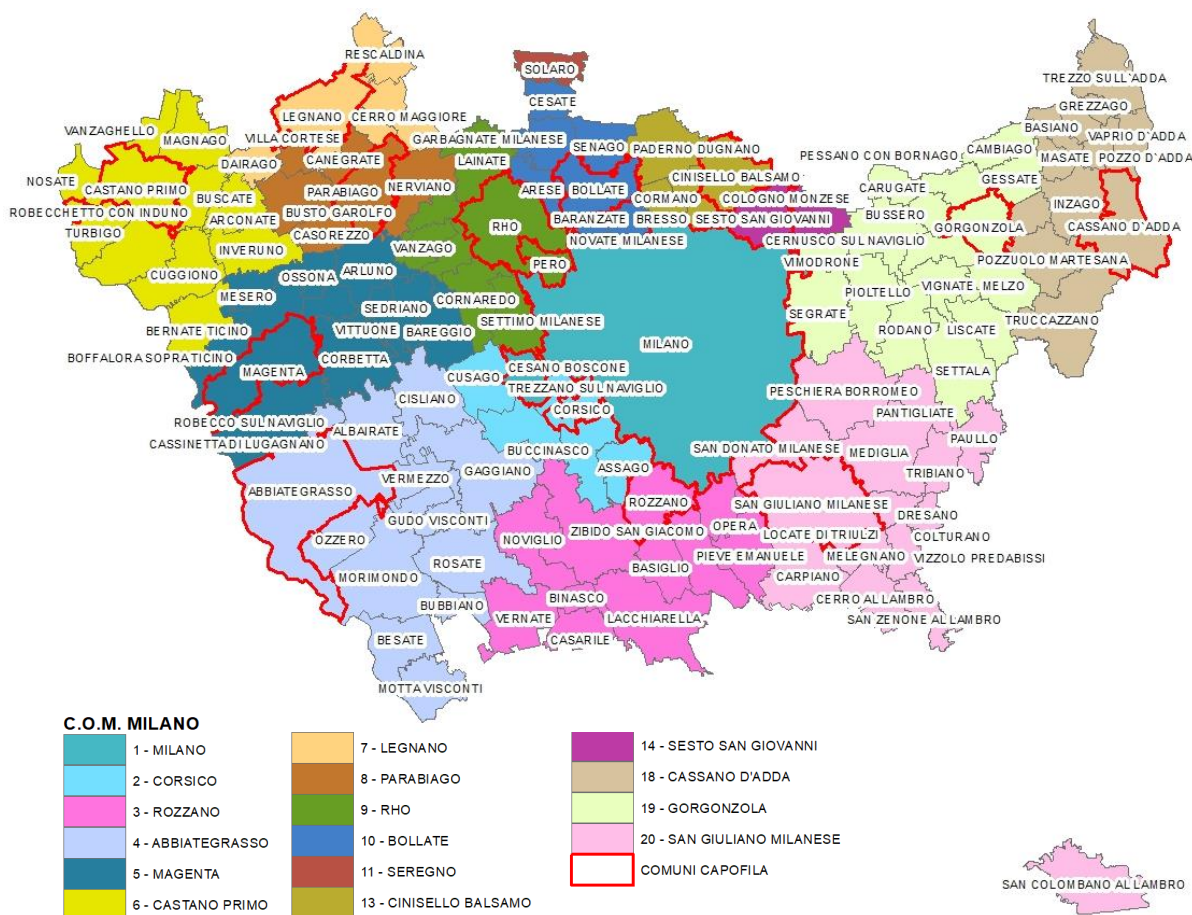 RESCALDINA
SOLARO
TREZZO SULL'ADDA
CESATE
GREZZAGO
LEGNANO
CERRO MAGGIORE
BASIANO
VAPRIO D'ADDA
VANZAGHELLO
MAGNAGO
VILLA CORTESE
GARBAGNATE MILANESE
SENAGO
PADERNO DUGNANO
CAMBIAGO
PESSANO CON BORNAGO
MASATE
POZZO D'ADDA
DAIRAGO
CANEGRATE
LAINATE
GESSATE
NOSATE
CASTANO PRIMO
PARABIAGO
NERVIANO
ARESE
BOLLATE
CINISELLO BALSAMO
CARUGATE
BUSCATE
CORMANO
COLOGNO MONZESE
INZAGO
ROBECCHETTO CON INDUNO
ARCONATE
BUSTO GAROLFO
BARANZATE
BRESSO
SESTO SAN GIOVANNI
BUSSERO
GORGONZOLA
CASSANO D'ADDA
TURBIGO
CASOREZZO
RHO
NOVATE MILANESE
CERNUSCO SUL NAVIGLIO
INVERUNO
VANZAGO
PERO
VIMODRONE
POZZUOLO MARTESANA
CUGGIONO
OSSONA
ARLUNO
MESERO
SEDRIANO
CORNAREDO
PIOLTELLO
VIGNATE
MELZO
BERNATE TICINO
VITTUONE
BAREGGIO
SETTIMO MILANESE
SEGRATE
RODANO
LISCATE
TRUCCAZZANO
BOFFALORA SOPRA TICINO
CORBETTA
MILANO
MAGENTA
CUSAGO
CESANO BOSCONE
SETTALA
CISLIANO
TREZZANO SUL NAVIGLIO
PESCHIERA BORROMEO
CORSICO
PANTIGLIATE
ROBECCO SUL NAVIGLIO
ALBAIRATE
CASSINETTA DI LUGAGNANO
BUCCINASCO
SAN DONATO MILANESE
MEDIGLIA
PAULLO
GAGGIANO
ASSAGO
TRIBIANO
ABBIATEGRASSO
VERMEZZO
ROZZANO
SAN GIULIANO MILANESE
DRESANO
GUDO VISCONTI
OZZERO
NOVIGLIO
ZIBIDO SAN GIACOMO
OPERA
LOCATE DI TRIULZI
COLTURANO
PIEVE EMANUELE
MELEGNANO
VIZZOLO PREDABISSI
ROSATE
BASIGLIO
MORIMONDO
CARPIANO
BUBBIANO
BINASCO
CERRO AL LAMBRO
VERNATE
LACCHIARELLA
SAN ZENONE AL LAMBRO
BESATE
CASARILE
MOTTA VISCONTI
C.O.M. MILANO
1 - MILANO
2 - CORSICO
3 - ROZZANO
4 - ABBIATEGRASSO
5 - MAGENTA
6 - CASTANO PRIMO
7 - LEGNANO
8 - PARABIAGO
9 - RHO
10 - BOLLATE
11 - SEREGNO
13 - CINISELLO BALSAMO
14 - SESTO SAN GIOVANNI
18 - CASSANO D'ADDA
19 - GORGONZOLA
20 - SAN GIULIANO MILANESE
COMUNI CAPOFILA
SAN COLOMBANO AL LAMBRO